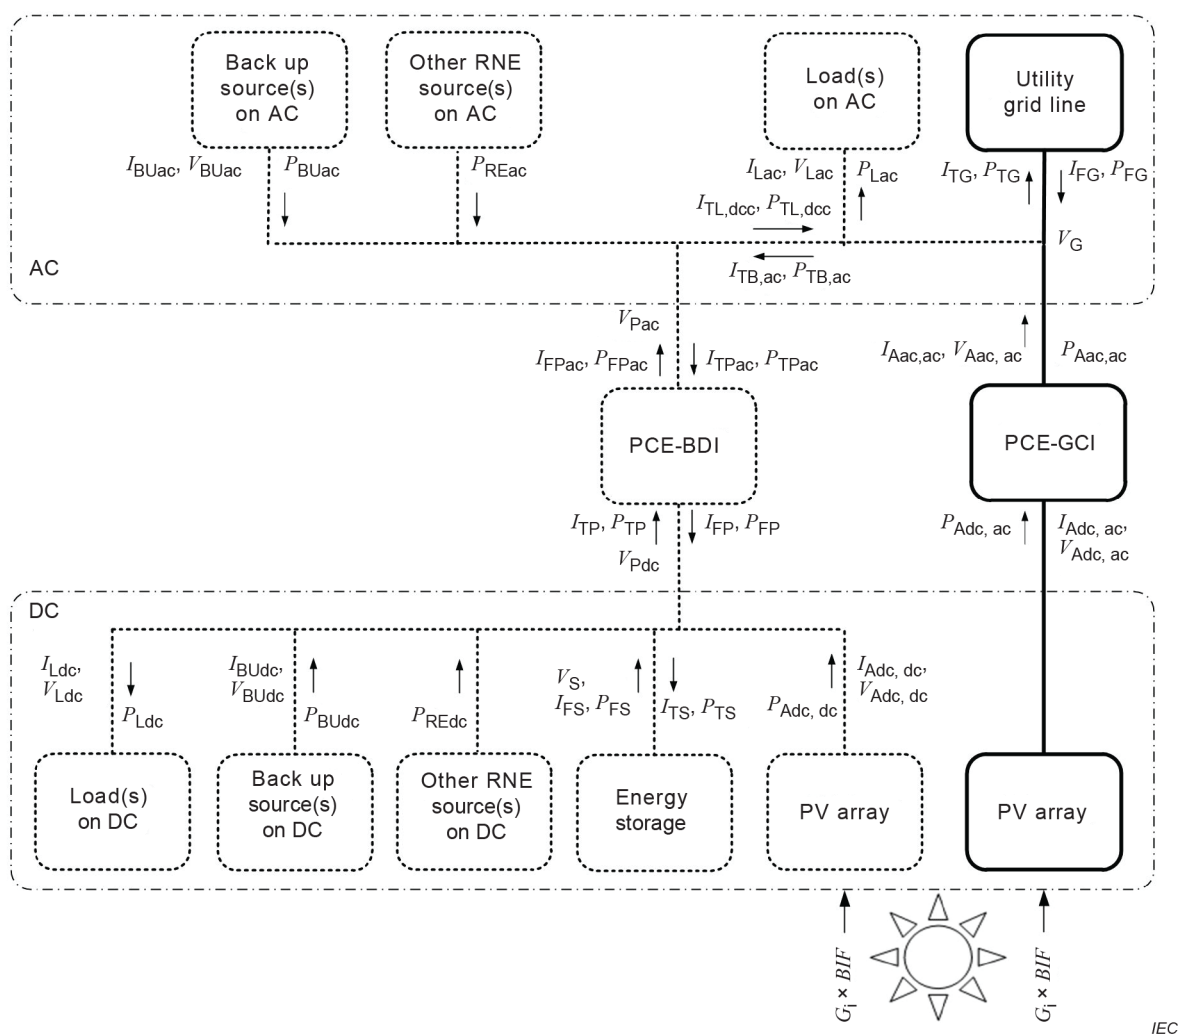 Back up
source(s)
on AC
Other RNE
source(s)
on AC
Load(s)
on AC
Utility
grid line
I_BUac, V_BUac
P_BUac
P_REac
I_Lac, V_Lac
P_Lac
I_TG, P_TG
I_FG, P_FG
I_TL,dcc, P_TL,dcc
V_G
AC
I_TB,ac, P_TB,ac
V_Pac
I_FPac, P_FPac
I_TPac, P_TPac
I_Aac,ac, V_Aac, ac
P_Aac,ac
PCE-BDI
PCE-GCI
I_TP, P_TP
I_FP, P_FP
V_Pdc
P_Adc, ac
I_Adc, ac,
V_Adc, ac
DC
I_Ldc,
V_Ldc
P_Ldc
I_BUdc,
V_BUdc
P_BUdc
P_REdc
V_S,
I_FS, P_FS
I_TS, P_TS
P_Adc, dc
I_Adc, dc,
V_Adc, dc
Load(s)
on DC
Back up
source(s)
on DC
Other RNE
source(s)
on DC
Energy
storage
PV array
PV array
G_i × BIF
G_i × BIF
IEC